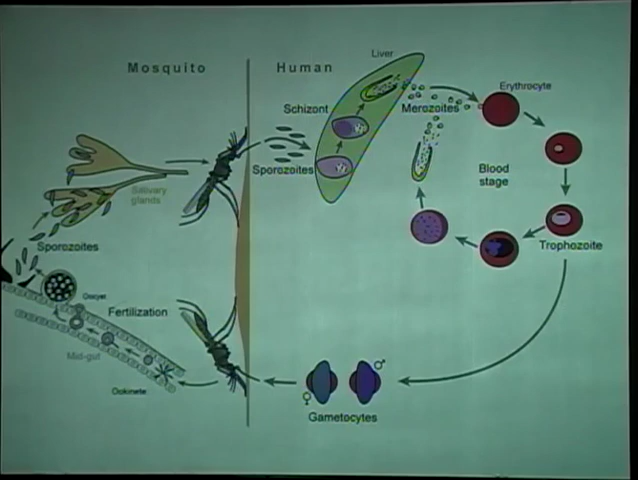 Mosquito
Human
Liver
Schizont
Merozoites
Erythrocyte
Sporozoites
Salivary
glands
Blood
stage
Sporozoites
Trophozoite
Oocyst
Fertilization
Mid-gut
Ookinete
♀
♂
Gametocytes